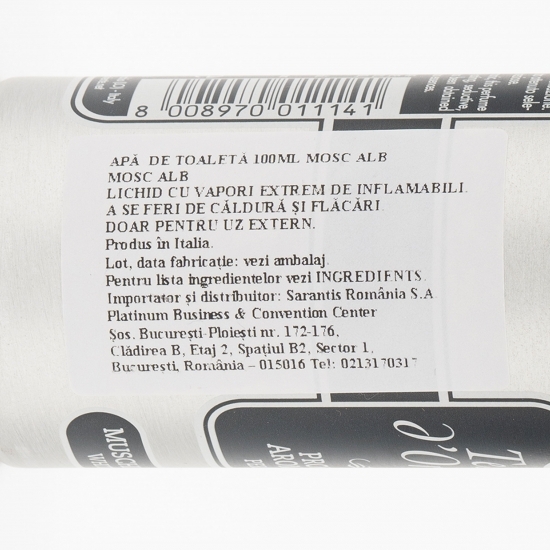 8 008970 011141
APĂ DE TOALETĂ 100ML MOSC ALB
MOSC ALB
LICHID CU VAPORI EXTREM DE INFLAMABILI.
A SE FERI DE CĂLDURĂ ȘI FLĂCĂRI.
DOAR PENTRU UZ EXTERN.
Produs în Italia.
Lot, data fabricație: vezi ambalaj.
Pentru lista ingredientelor vezi INGREDIENTS.
Importator și distribuitor: Sarantis România S.A.
Platinum Business & Convention Center
Șos. București-Ploiești nr. 172-176,
Clădirea B, Etaj 2, Spațiul B2, Sector 1,
București, România – 015016 Tel: 0213170317